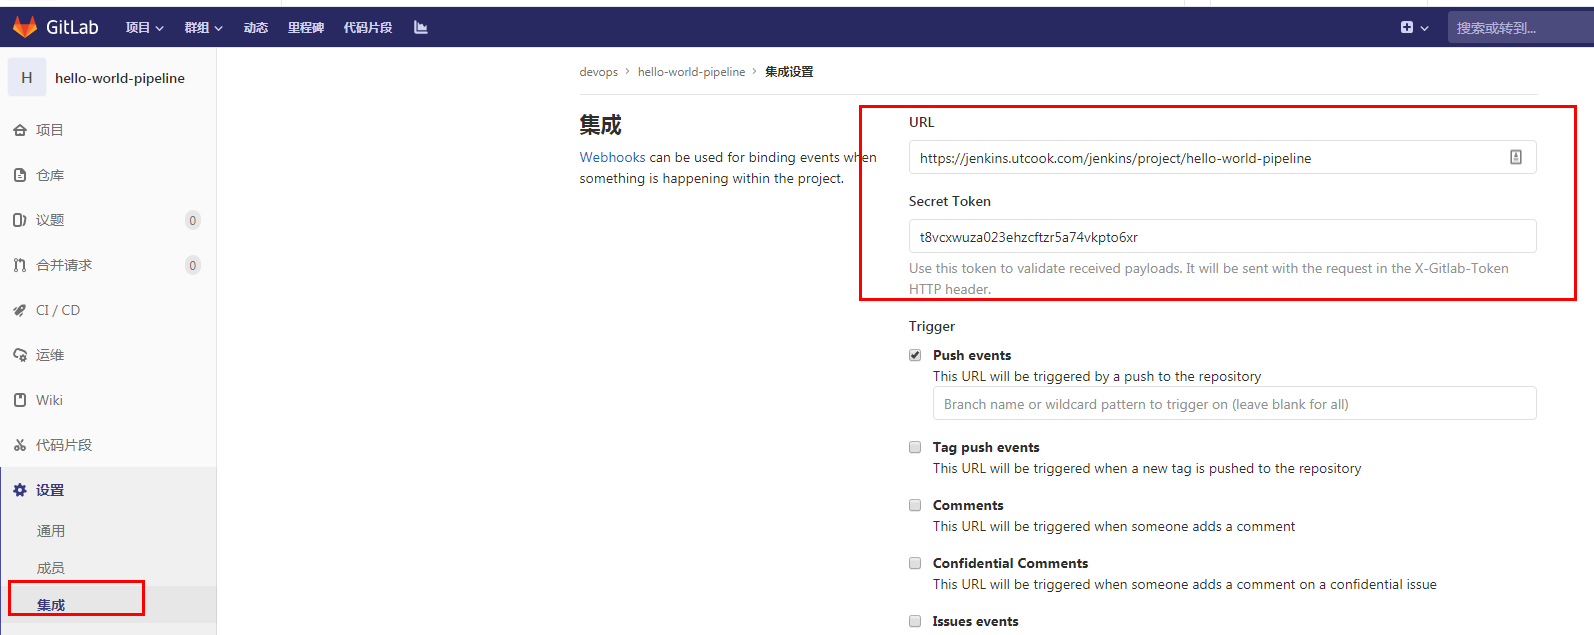 GitLab 项目 群组 动态 里程碑 代码片段 搜索或转到...
H hello-world-pipeline
devops › hello-world-pipeline › 集成设置
项目
仓库
议题 0
合并请求 0
CI / CD
运维
Wiki
代码片段
设置
通用
成员
集成
集成
Webhooks can be used for binding events when
something is happening within the project.
URL
https://jenkins.utcook.com/jenkins/project/hello-world-pipeline
Secret Token
t8vcxwuza023ehzcftzr5a74vkpto6xr
Use this token to validate received payloads. It will be sent with the request in the X-Gitlab-Token
HTTP header.
Trigger
Push events
This URL will be triggered by a push to the repository
Branch name or wildcard pattern to trigger on (leave blank for all)
Tag push events
This URL will be triggered when a new tag is pushed to the repository
Comments
This URL will be triggered when someone adds a comment
Confidential Comments
This URL will be triggered when someone adds a comment on a confidential issue
Issues events